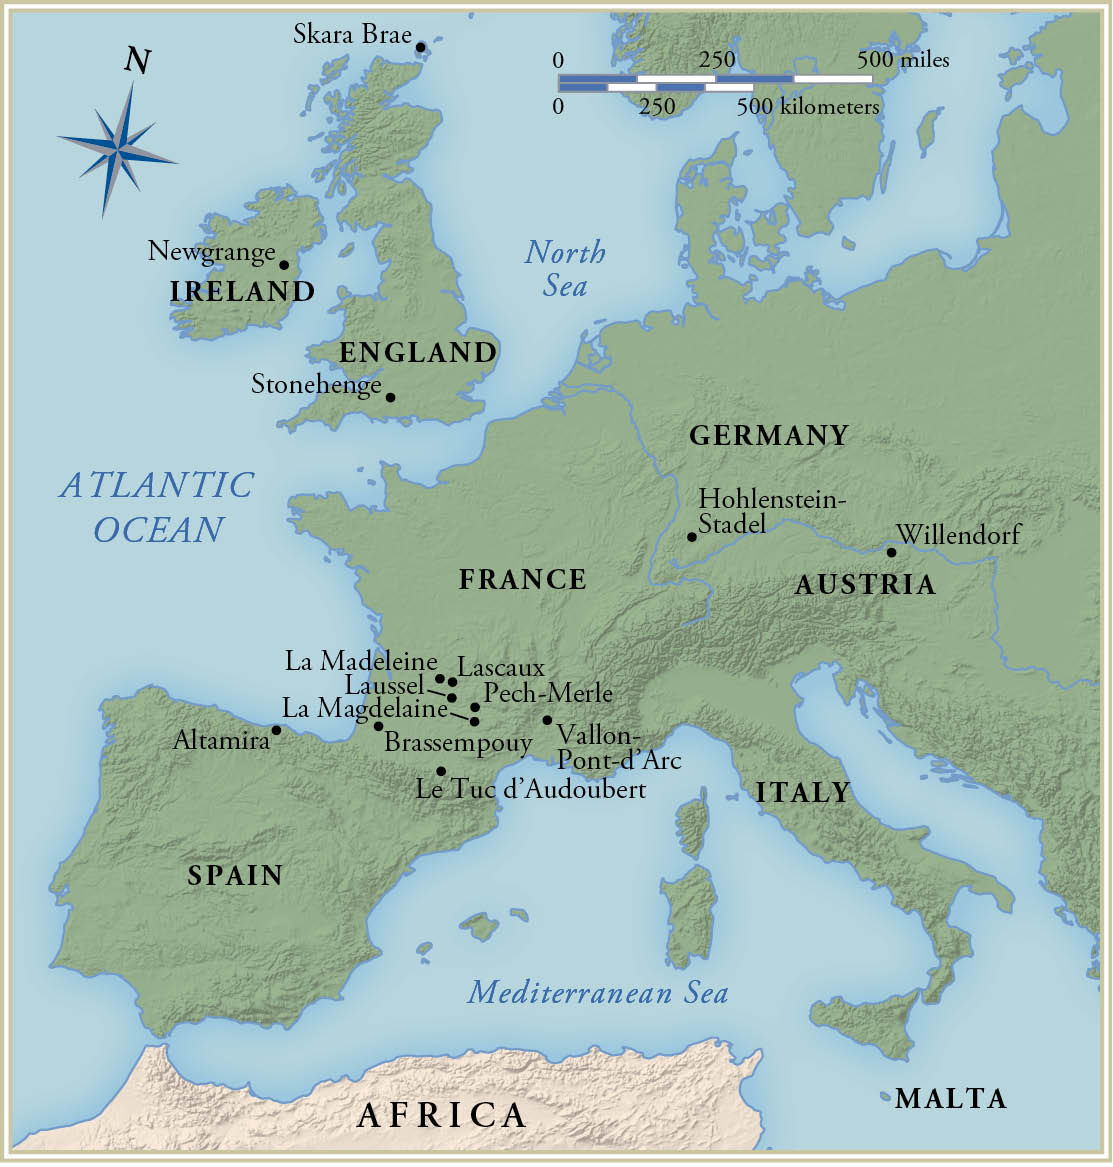 Skara Brae
N
0 250 500 miles
0 250 500 kilometers
Newgrange
IRELAND
North
Sea
ENGLAND
Stonehenge
GERMANY
ATLANTIC
OCEAN
Hohlenstein-
Stadel
Willendorf
FRANCE
AUSTRIA
La Madeleine
Lascaux
Laussel
Pech-Merle
La Magdelaine
Altamira
Brassempouy
Vallon-
Pont-d’Arc
Le Tuc d’Audoubert
ITALY
SPAIN
Mediterranean Sea
MALTA
AFRICA